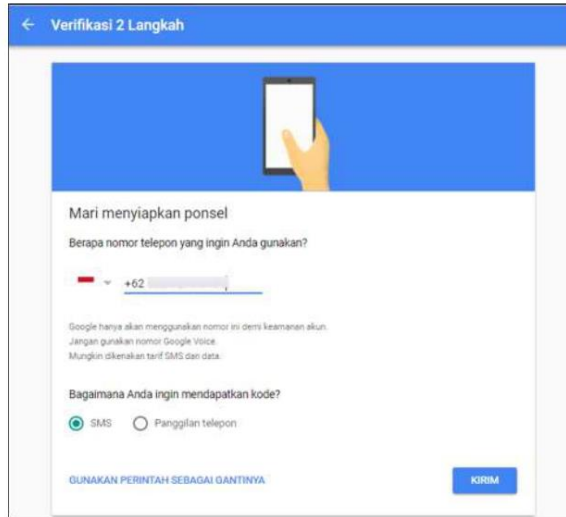 Verifikasi 2 Langkah
Mari menyiapkan ponsel
Berapa nomor telepon yang ingin Anda gunakan?
+62
Google hanya akan menggunakan nomor ini demi keamanan akun.
Jangan gunakan nomor Google Voice.
Mungkin dikenakan tarif SMS dan data.
Bagaimana Anda ingin mendapatkan kode?
SMS Panggilan telepon
GUNAKAN PERINTAH SEBAGAI GANTINYA KIRIM